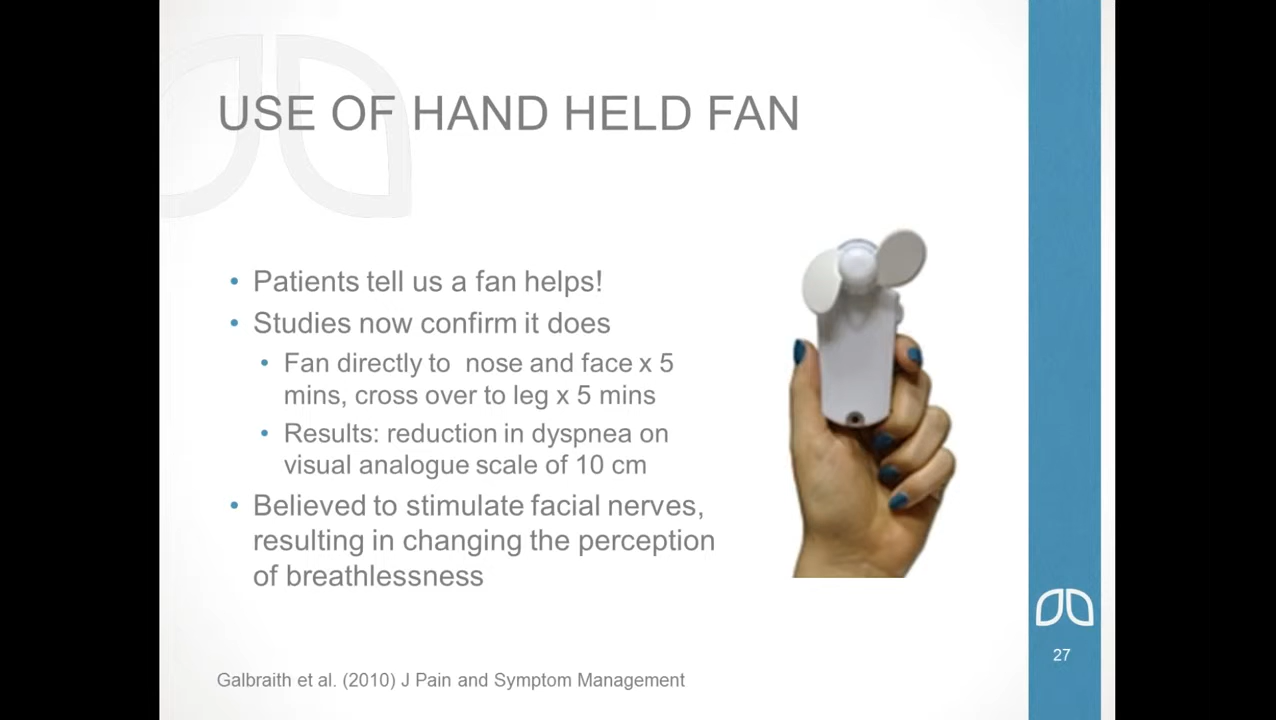 USE OF HAND HELD FAN
• Patients tell us a fan helps!
• Studies now confirm it does
• Fan directly to nose and face x 5
mins, cross over to leg x 5 mins
• Results: reduction in dyspnea on
visual analogue scale of 10 cm
• Believed to stimulate facial nerves,
resulting in changing the perception
of breathlessness
Galbraith et al. (2010) J Pain and Symptom Management
27